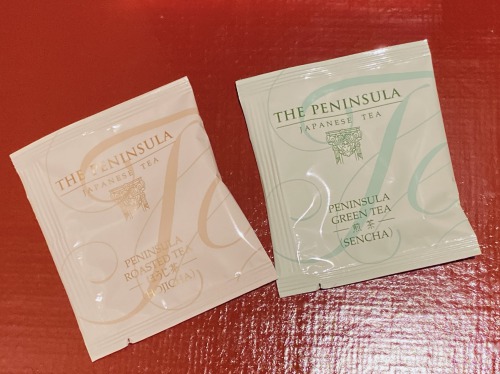 THE PENINSULA
JAPANESE TEA
PENINSULA
ROASTED TEA
THE PENINSULA
JAPANESE TEA
PENINSULA
GREEN TEA
煎茶
(SENCHA)